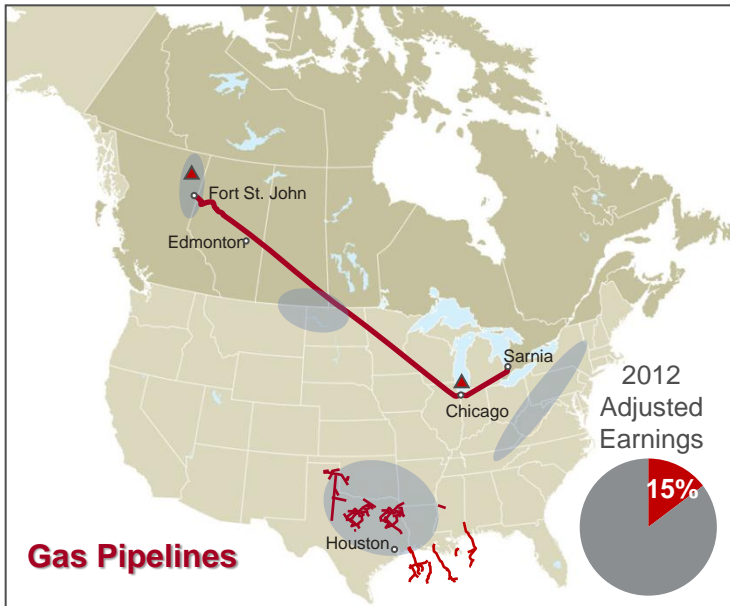 Fort St. John
Edmonton
Sarnia
Chicago
2012
Adjusted
Earnings
15%
Houston
Gas Pipelines